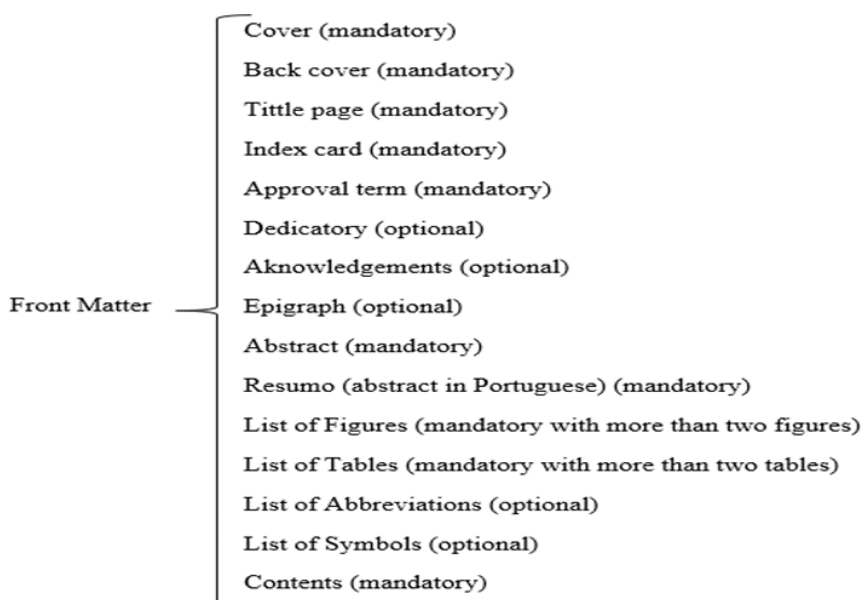 Cover (mandatory)
Back cover (mandatory)
Tittle page (mandatory)
Index card (mandatory)
Approval term (mandatory)
Dedicatory (optional)
Aknowledgements (optional)
Front Matter
Epigraph (optional)
Abstract (mandatory)
Resumo (abstract in Portuguese) (mandatory)
List of Figures (mandatory with more than two figures)
List of Tables (mandatory with more than two tables)
List of Abbreviations (optional)
List of Symbols (optional)
Contents (mandatory)